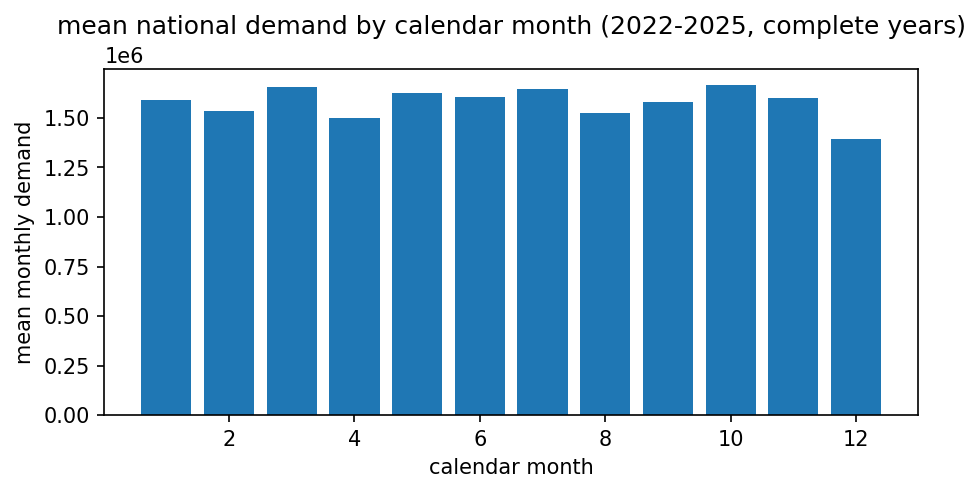 mean national demand by calendar month (2022-2025, complete years)
1e6
mean monthly demand
1.50
1.25
1.00
0.75
0.50
0.25
0.00
2 4 6 8 10 12
calendar month